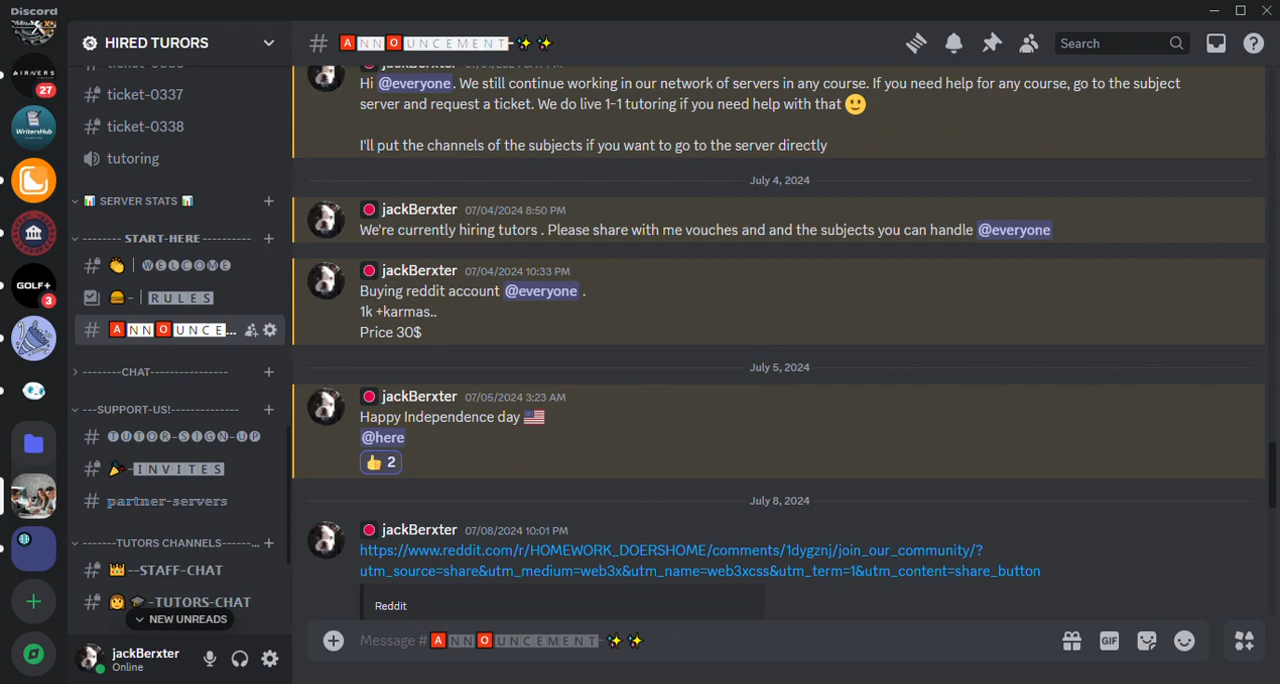 Discord
HIRED TURORS
ANNOUNCEMENT-✨✨
Search
AIRVERS
27
WritersHub
GOLF+
3
ticket-0337
ticket-0338
tutoring
📊 SERVER STATS 📊
-------- START-HERE ----------
👏 | WELCOME
🍔 - | RULES
ANNOUNCE...
--------CHAT----------------
---SUPPORT-US!--------------
TUTOR-SIGN-UP
🎉-INVITES
partner-servers
--------TUTORS CHANNELS-------...
👑--STAFF-CHAT
👩‍🎓-TUTORS-CHAT
NEW UNREADS
jackBerxter
Online
Hi @everyone. We still continue working in our network of servers in any course. If you need help for any course, go to the subject
server and request a ticket. We do live 1-1 tutoring if you need help with that 🙂
I'll put the channels of the subjects if you want to go to the server directly
July 4, 2024
jackBerxter 07/04/2024 8:50 PM
We're currently hiring tutors . Please share with me vouches and and the subjects you can handle @everyone
jackBerxter 07/04/2024 10:33 PM
Buying reddit account @everyone .
1k +karmas..
Price 30$
July 5, 2024
jackBerxter 07/05/2024 3:23 AM
Happy Independence day 🇺🇸
@here
👍 2
July 8, 2024
jackBerxter 07/08/2024 10:01 PM
https://www.reddit.com/r/HOMEWORK_DOERSHOME/comments/1dygznj/join_our_community/?
utm_source=share&utm_medium=web3x&utm_name=web3xcss&utm_term=1&utm_content=share_button
Reddit
Message #ANNOUNCEMENT-✨✨
GIF